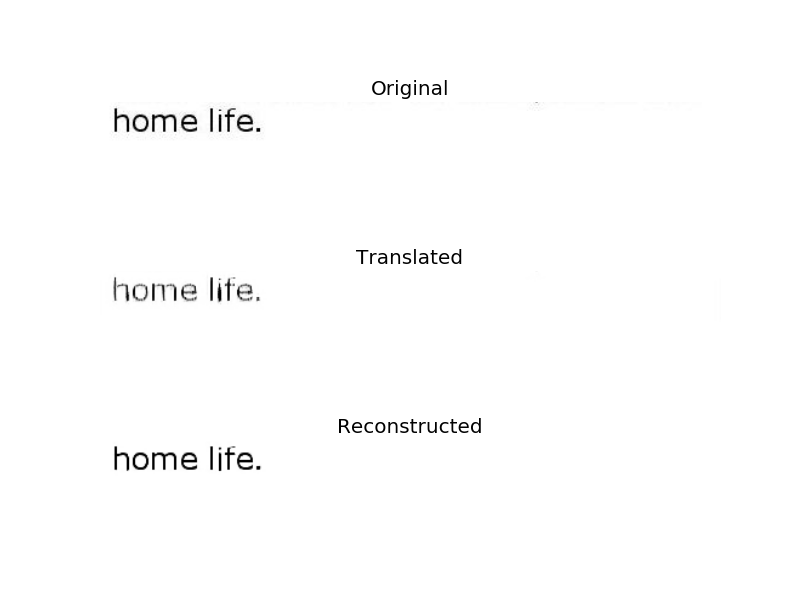 Original
home life.
Translated
home life.
Reconstructed
home life.